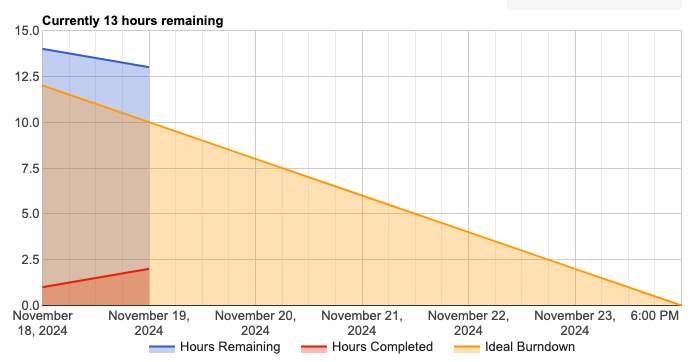 Currently 13 hours remaining
15.0
12.5
10.0
7.5
5.0
2.5
0.0
November 18, 2024
November 19, 2024
November 20, 2024
November 21, 2024
November 22, 2024
November 23, 2024
6:00 PM
Hours Remaining
Hours Completed
Ideal Burndown